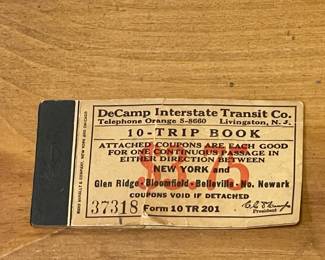 DeCamp Interstate Transit Co.
Telephone Orange 5-8660 Livingston, N. J.
10-TRIP BOOK
ATTACHED COUPONS ARE EACH GOOD
FOR ONE CONTINUOUS PASSAGE IN
EITHER DIRECTION BETWEEN
$3.75
NEW YORK and
Glen Ridge-Bloomfield-Belleville-No. Newark
COUPONS VOID IF DETACHED
37318 Form 10 TR 201
President